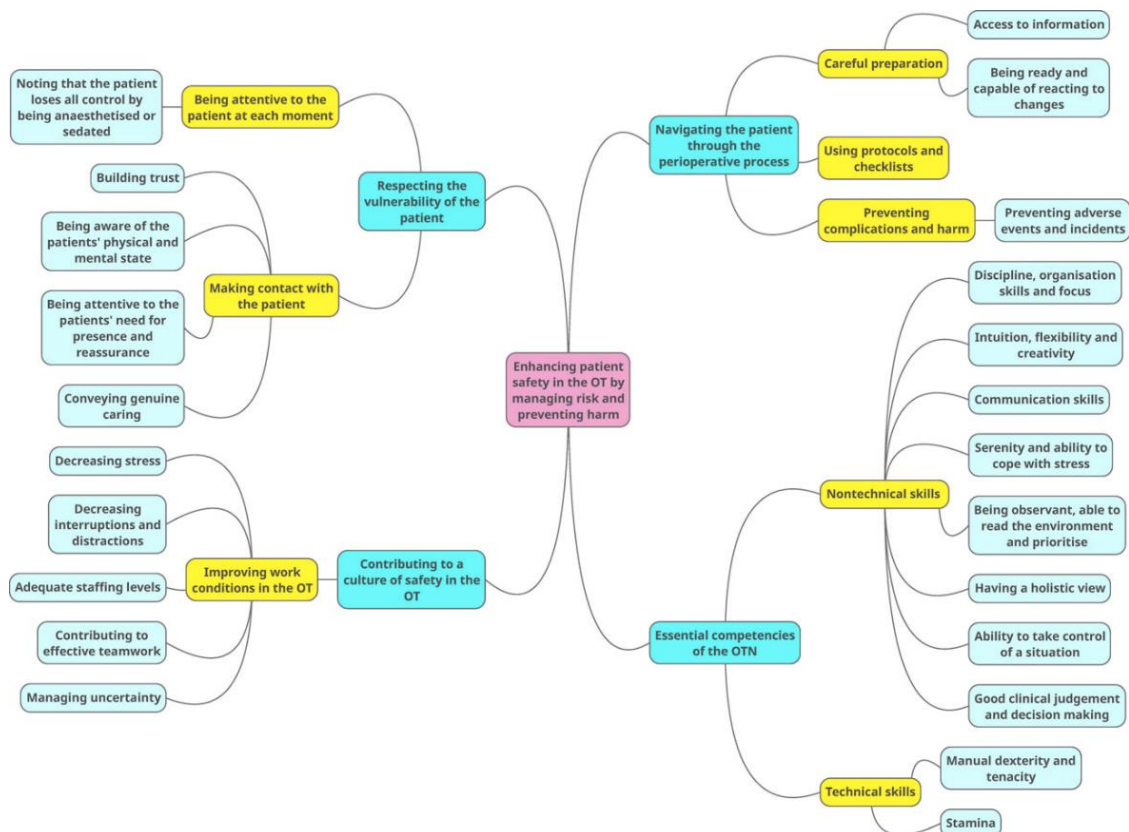 Enhancing patient
safety in the OT by
managing risk and
preventing harm
Respecting the
vulnerability of the
patient
Being attentive to the
patient at each moment
Noting that the patient
loses all control by
being anaesthetised or
sedated
Making contact with
the patient
Building trust
Being aware of the
patients' physical and
mental state
Being attentive to the
patients' need for
presence and
reassurance
Conveying genuine
caring
Contributing to a
culture of safety in the
OT
Improving work
conditions in the OT
Decreasing stress
Decreasing
interruptions and
distractions
Adequate staffing levels
Contributing to
effective teamwork
Managing uncertainty
Navigating the patient
through the
perioperative process
Careful preparation
Access to information
Being ready and
capable of reacting to
changes
Using protocols and
checklists
Preventing
complications and harm
Preventing adverse
events and incidents
Essential competencies
of the OTN
Nontechnical skills
Discipline, organisation
skills and focus
Intuition, flexibility and
creativity
Communication skills
Serenity and ability to
cope with stress
Being observant, able to
read the environment
and prioritise
Having a holistic view
Ability to take control
of a situation
Good clinical judgement
and decision making
Technical skills
Manual dexterity and
tenacity
Stamina